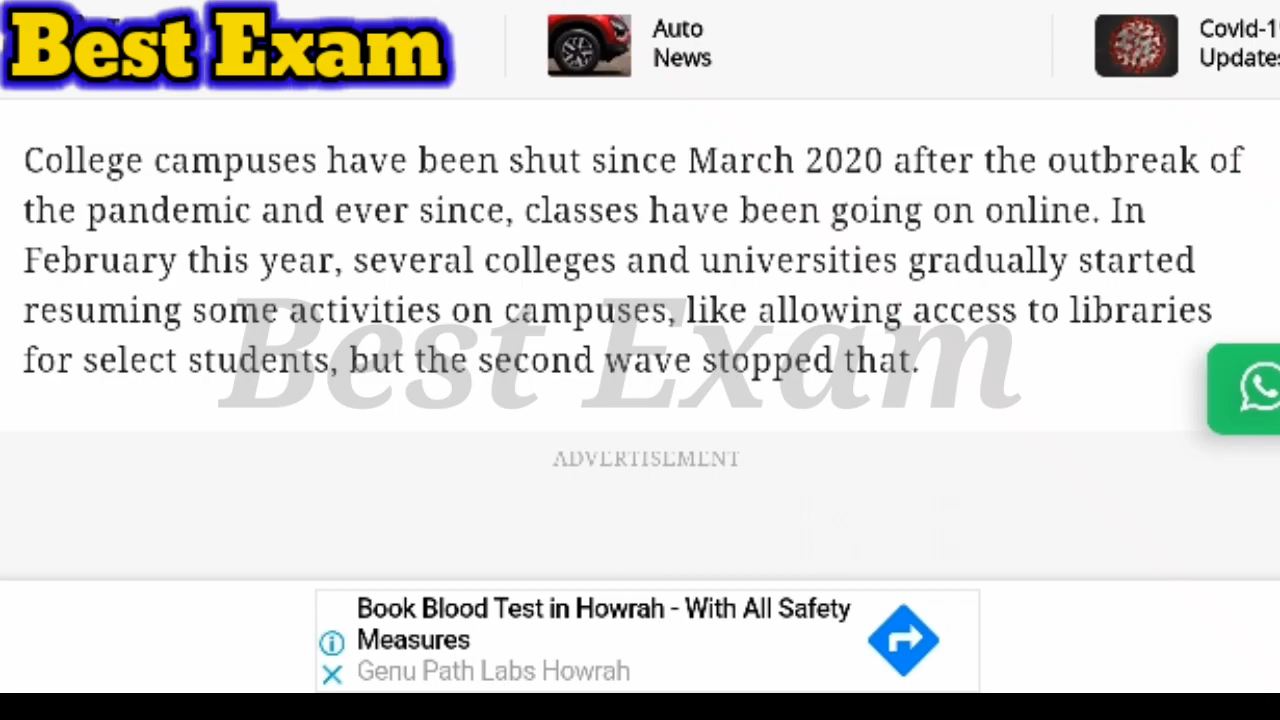 Best Exam
Auto
News
Updates
College campuses have been shut since March 2020 after the outbreak of
the pandemic and ever since, classes have been going on online. In
February this year, several colleges and universities gradually started
resuming some activities on campuses, like allowing access to libraries
for select students, but the second wave stopped that.
Best Exam
ADVERTISEMENT
Book Blood Test in Howrah - With All Safety
Measures
Genu Path Labs Howrah